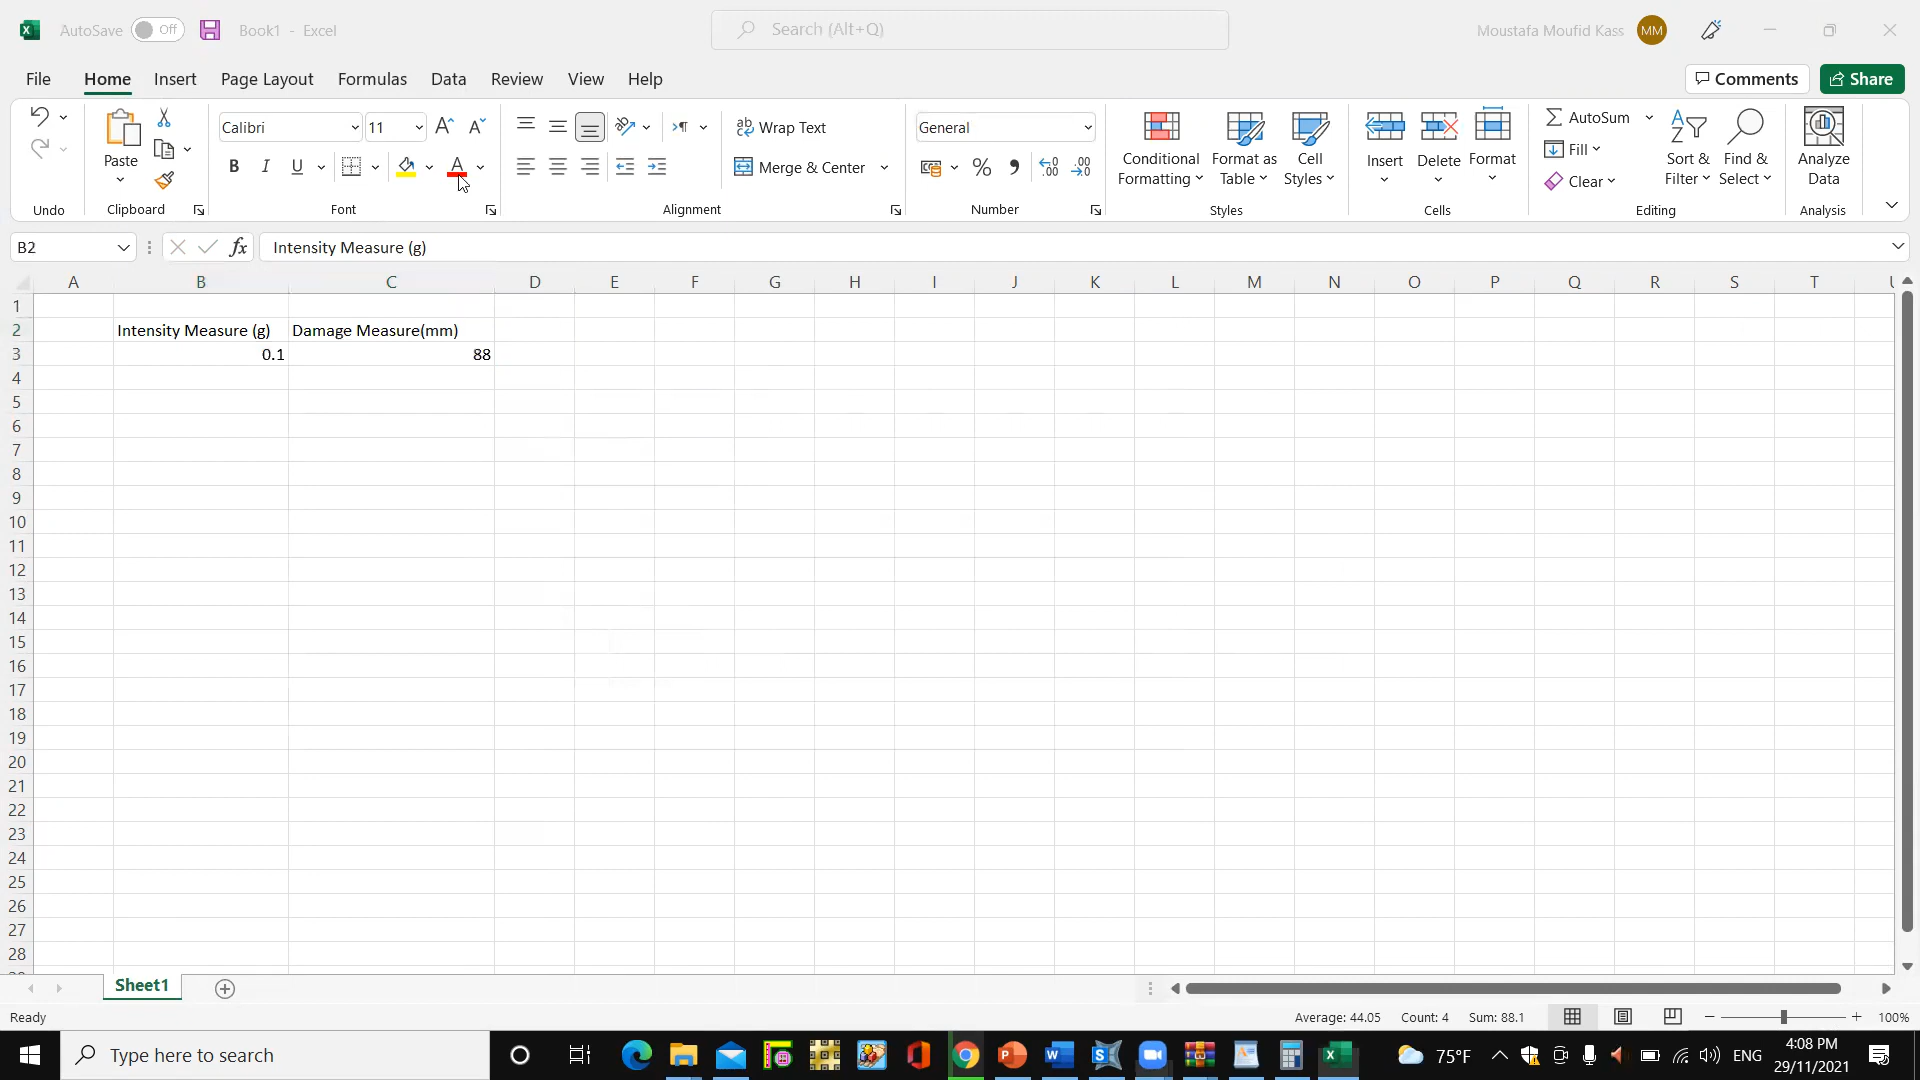 AutoSave Off Book1 - Excel Search (Alt+Q) Moustafa Moufid Kass MM
File Home Insert Page Layout Formulas Data Review View Help Comments Share
Calibri 11 Wrap Text General AutoSum
Paste Merge & Center Conditional Formatting Format as Table Cell Styles Insert Delete Format Fill Clear Sort & Filter Find & Select Analyze Data
Undo Clipboard Font Alignment Number Styles Cells Editing Analysis
B2 fx Intensity Measure (g)
A B C D E F G H I J K L M N O P Q R S T
1
2 Intensity Measure (g) Damage Measure(mm)
3 0.1 88
4
5
6
7
8
9
10
11
12
13
14
15
16
17
18
19
20
21
22
23
24
25
26
27
28
Sheet1
Ready Average: 44.05 Count: 4 Sum: 88.1 100%
Type here to search 75°F ENG 4:08 PM
29/11/2021